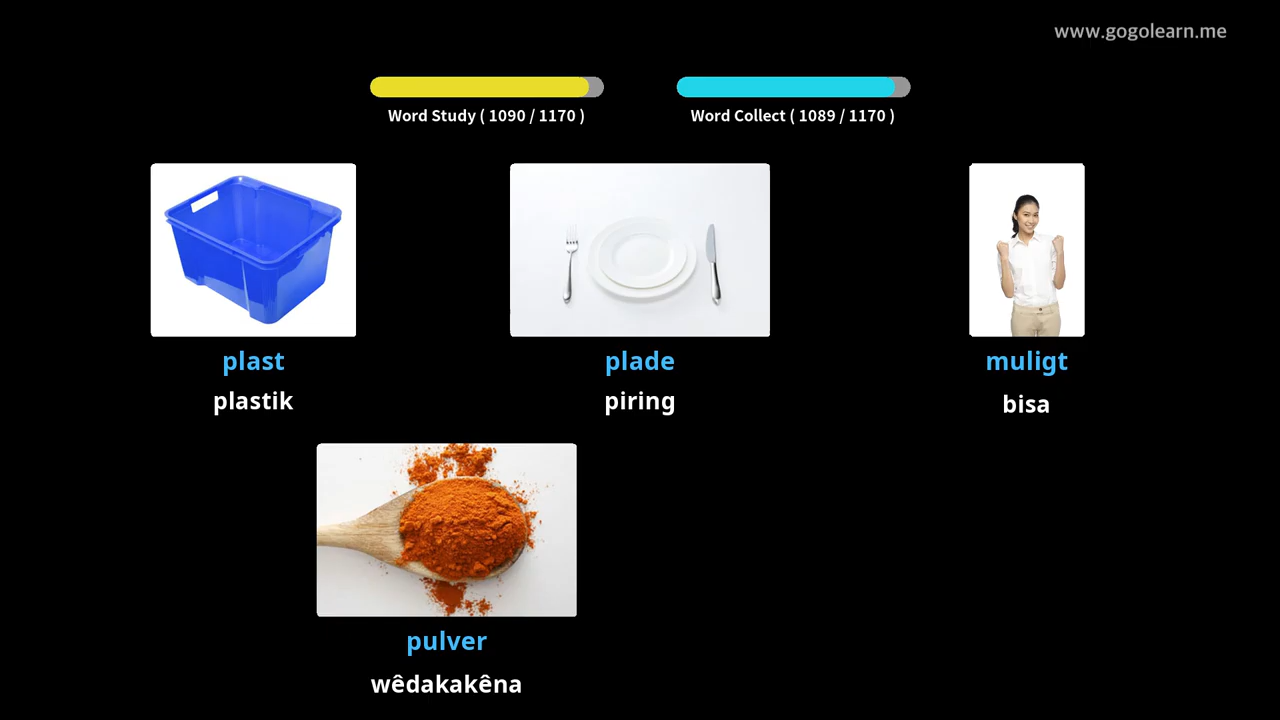 www.gogolearn.me
Word Study ( 1090 / 1170 )
Word Collect ( 1089 / 1170 )
plast
plade
muligt
plastik
piring
bisa
pulver
wêdakakêna